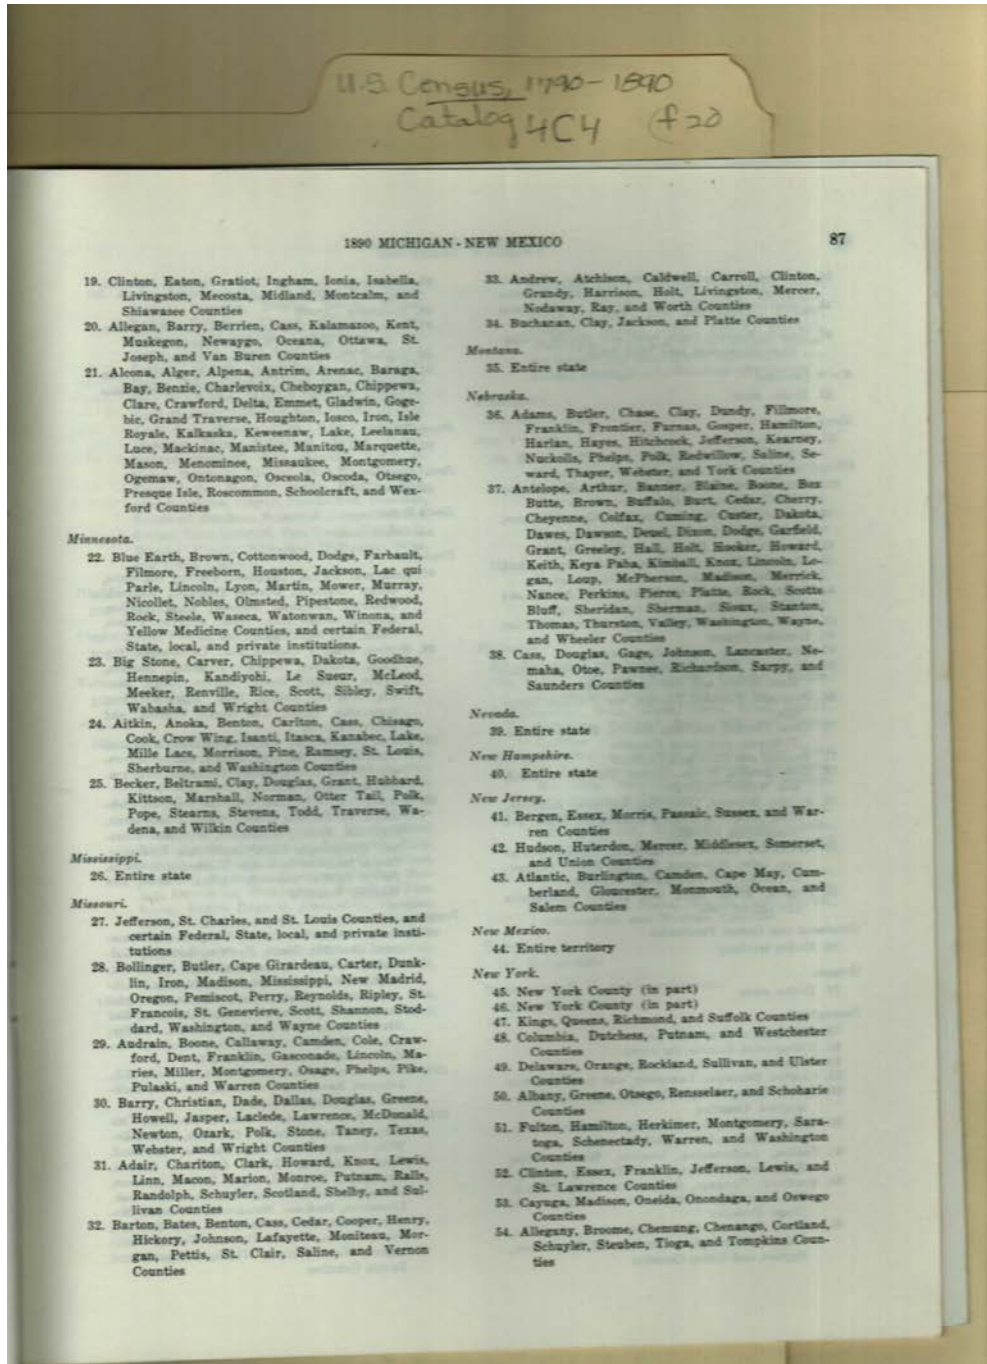 U.S. Census, 1790-1890
Catalog 4C4 (f20
1890 MICHIGAN - NEW MEXICO 87
19. Clinton, Eaton, Gratiot, Ingham, Ionia, Isabella,
Livingston, Mecosta, Midland, Montcalm, and
Shiawasee Counties
20. Allegan, Barry, Berrien, Cass, Kalamazoo, Kent,
Muskegon, Newaygo, Oceana, Ottawa, St.
Joseph, and Van Buren Counties
21. Alcona, Alger, Alpena, Antrim, Arenac, Baraga,
Bay, Benzie, Charlevoix, Cheboygan, Chippewa,
Clare, Crawford, Delta, Emmet, Gladwin, Goge-
bic, Grand Traverse, Houghton, Iosco, Iron, Isle
Royale, Kalkaska, Keweenaw, Lake, Leelanau,
Luce, Mackinac, Manistee, Manitou, Marquette,
Mason, Menominee, Missaukee, Montgomery,
Ogemaw, Ontonagon, Osceola, Oscoda, Otsego,
Presque Isle, Roscommon, Schoolcraft, and Wex-
ford Counties
Minnesota.
22. Blue Earth, Brown, Cottonwood, Dodge, Farbault,
Filmore, Freeborn, Houston, Jackson, Lac qui
Parle, Lincoln, Lyon, Martin, Mower, Murray,
Nicollet, Nobles, Olmsted, Pipestone, Redwood,
Rock, Steele, Waseca, Watonwan, Winona, and
Yellow Medicine Counties, and certain Federal,
State, local, and private institutions.
23. Big Stone, Carver, Chippewa, Dakota, Goodhue,
Hennepin, Kandiyohi, Le Sueur, McLeod,
Meeker, Renville, Rice, Scott, Sibley, Swift,
Wabasha, and Wright Counties
24. Aitkin, Anoka, Benton, Carlton, Cass, Chisago,
Cook, Crow Wing, Isanti, Itasca, Kanabec, Lake,
Mille Lacs, Morrison, Pine, Ramsey, St. Louis,
Sherburne, and Washington Counties
25. Becker, Beltrami, Clay, Douglas, Grant, Hubbard,
Kittson, Marshall, Norman, Otter Tail, Polk,
Pope, Stearns, Stevens, Todd, Traverse, Wa-
dena, and Wilkin Counties
Mississippi.
26. Entire state
Missouri.
27. Jefferson, St. Charles, and St. Louis Counties, and
certain Federal, State, local, and private insti-
tutions
28. Bollinger, Butler, Cape Girardeau, Carter, Dunk-
lin, Iron, Madison, Mississippi, New Madrid,
Oregon, Pemiscot, Perry, Reynolds, Ripley, St.
Francois, St. Genevieve, Scott, Shannon, Stod-
dard, Washington, and Wayne Counties
29. Audrain, Boone, Callaway, Camden, Cole, Craw-
ford, Dent, Franklin, Gasconade, Lincoln, Ma-
ries, Miller, Montgomery, Osage, Phelps, Pike,
Pulaski, and Warren Counties
30. Barry, Christian, Dade, Dallas, Douglas, Greene,
Howell, Jasper, Laclede, Lawrence, McDonald,
Newton, Ozark, Polk, Stone, Taney, Texas,
Webster, and Wright Counties
31. Adair, Chariton, Clark, Howard, Knox, Lewis,
Linn, Macon, Marion, Monroe, Putnam, Ralls,
Randolph, Schuyler, Scotland, Shelby, and Sul-
livan Counties
32. Barton, Bates, Benton, Cass, Cedar, Cooper, Henry,
Hickory, Johnson, Lafayette, Moniteau, Mor-
gan, Pettis, St. Clair, Saline, and Vernon
Counties
33. Andrew, Atchison, Caldwell, Carroll, Clinton,
Grundy, Harrison, Holt, Livingston, Mercer,
Nodaway, Ray, and Worth Counties
34. Buchanan, Clay, Jackson, and Platte Counties
Montana.
35. Entire state
Nebraska.
36. Adams, Butler, Chase, Clay, Dundy, Fillmore,
Franklin, Frontier, Furnas, Gosper, Hamilton,
Harlan, Hayes, Hitchcock, Jefferson, Kearney,
Nuckolls, Phelps, Polk, Redwillow, Saline, Se-
ward, Thayer, Webster, and York Counties
37. Antelope, Arthur, Banner, Blaine, Boone, Box
Butte, Brown, Buffalo, Burt, Cedar, Cherry,
Cheyenne, Colfax, Cuming, Custer, Dakota,
Dawes, Dawson, Deuel, Dixon, Dodge, Garfield,
Grant, Greeley, Hall, Holt, Hooker, Howard,
Keith, Keya Paha, Kimball, Knox, Lincoln, Lo-
gan, Loup, McPherson, Madison, Merrick,
Nance, Perkins, Pierce, Platte, Rock, Scotts
Bluff, Sheridan, Sherman, Sioux, Stanton,
Thomas, Thurston, Valley, Washington, Wayne,
and Wheeler Counties
38. Cass, Douglas, Gage, Johnson, Lancaster, Ne-
maha, Otoe, Pawnee, Richardson, Sarpy, and
Saunders Counties
Nevada.
39. Entire state
New Hampshire.
40. Entire state
New Jersey.
41. Bergen, Essex, Morris, Passaic, Sussex, and War-
ren Counties
42. Hudson, Huterdon, Mercer, Middlesex, Somerset,
and Union Counties
43. Atlantic, Burlington, Camden, Cape May, Cum-
berland, Gloucester, Monmouth, Ocean, and
Salem Counties
New Mexico.
44. Entire territory
New York.
45. New York County (in part)
46. New York County (in part)
47. Kings, Queens, Richmond, and Suffolk Counties
48. Columbia, Dutchess, Putnam, and Westchester
Counties
49. Delaware, Orange, Rockland, Sullivan, and Ulster
Counties
50. Albany, Greene, Otsego, Rensselaer, and Schoharie
Counties
51. Fulton, Hamilton, Herkimer, Montgomery, Sara-
toga, Schenectady, Warren, and Washington
Counties
52. Clinton, Essex, Franklin, Jefferson, Lewis, and
St. Lawrence Counties
53. Cayuga, Madison, Oneida, Onondaga, and Oswego
Counties
54. Allegany, Broome, Chemung, Chenango, Cortland,
Schuyler, Steuben, Tioga, and Tompkins Coun-
ties